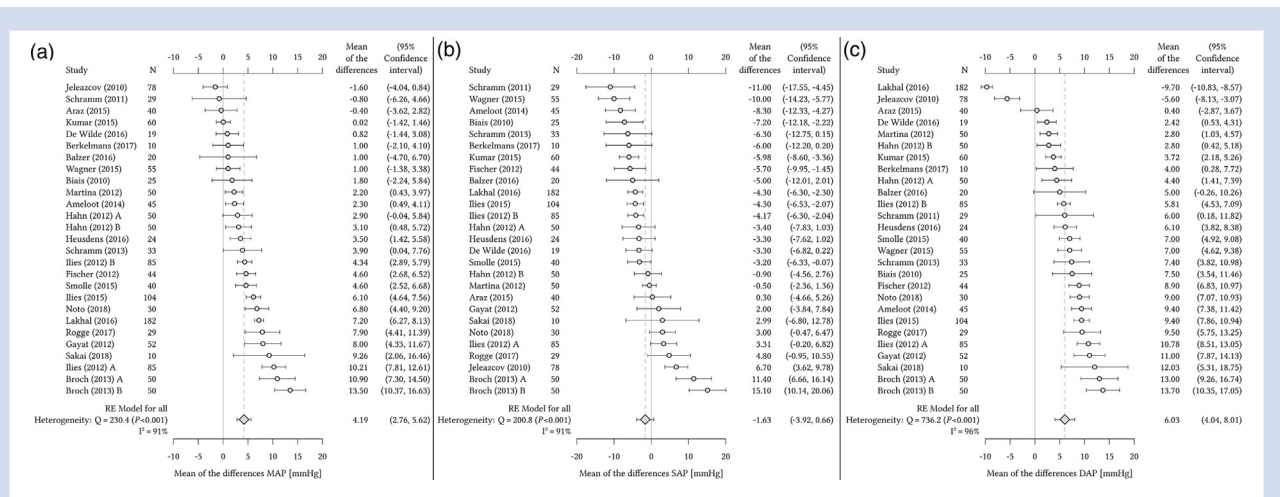 (a)
Mean (95%
-10 -5 0 5 10 15 20 of the Confidence
Study N differences interval)
Jeleazcov (2010) 78 -1.60 (-4.04, 0.84)
Schramm (2011) 29 -0.80 (-6.26, 4.66)
Araz (2015) 40 -0.40 (-3.62, 2.82)
Kumar (2015) 60 0.02 (-1.42, 1.46)
De Wilde (2016) 19 0.82 (-1.44, 3.08)
Berkelmans (2017) 10 1.00 (-2.10, 4.10)
Balzer (2016) 20 1.00 (-4.70, 6.70)
Wagner (2015) 55 1.00 (-1.38, 3.38)
Biais (2010) 25 1.80 (-2.24, 5.84)
Martina (2012) 50 2.20 (0.43, 3.97)
Ameloot (2014) 45 2.30 (0.49, 4.11)
Hahn (2012) A 50 2.90 (-0.04, 5.84)
Hahn (2012) B 50 3.10 (0.48, 5.72)
Heusdens (2016) 24 3.50 (1.42, 5.58)
Schramm (2013) 33 3.90 (0.04, 7.76)
Ilies (2012) B 85 4.34 (2.89, 5.79)
Fischer (2012) 44 4.60 (2.68, 6.52)
Smolle (2015) 40 4.60 (2.52, 6.68)
Ilies (2015) 104 6.10 (4.64, 7.56)
Noto (2018) 30 6.80 (4.40, 9.20)
Lakhal (2016) 182 7.20 (6.27, 8.13)
Rogge (2017) 29 7.90 (4.41, 11.39)
Gayat (2012) 52 8.00 (4.33, 11.67)
Sakai (2018) 10 9.26 (2.06, 16.46)
Ilies (2012) A 85 10.21 (7.81, 12.61)
Broch (2013) A 50 10.90 (7.30, 14.50)
Broch (2013) B 50 13.50 (10.37, 16.63)
RE Model for all
Heterogeneity: Q = 230.4 (P<0.001) 4.19 (2.76, 5.62)
I² = 91%
-10 -5 0 5 10 15 20
Mean of the differences MAP [mmHg]
(b)
Mean (95%
-20 -10 0 10 20 of the Confidence
Study N differences interval)
Schramm (2011) 29 -11.00 (-17.55, -4.45)
Wagner (2015) 55 -10.00 (-14.23, -5.77)
Ameloot (2014) 45 -8.30 (-12.33, -4.27)
Biais (2010) 25 -7.20 (-12.18, -2.22)
Schramm (2013) 33 -6.30 (-12.75, 0.15)
Berkelmans (2017) 10 -6.00 (-12.20, 0.20)
Kumar (2015) 60 -5.98 (-8.60, -3.36)
Fischer (2012) 44 -5.70 (-9.95, -1.45)
Balzer (2016) 20 -5.00 (-12.01, 2.01)
Lakhal (2016) 182 -4.30 (-6.30, -2.30)
Ilies (2015) 104 -4.30 (-6.53, -2.07)
Ilies (2012) B 85 -4.17 (-6.30, -2.04)
Hahn (2012) A 50 -3.40 (-7.83, 1.03)
Heusdens (2016) 24 -3.30 (-7.62, 1.02)
De Wilde (2016) 19 -3.30 (-6.82, 0.22)
Smolle (2015) 40 -3.20 (-6.33, -0.07)
Hahn (2012) B 50 -0.90 (-4.56, 2.76)
Martina (2012) 50 -0.50 (-2.36, 1.36)
Araz (2015) 40 0.30 (-4.66, 5.26)
Gayat (2012) 52 2.00 (-3.84, 7.84)
Sakai (2018) 10 2.99 (-6.80, 12.78)
Noto (2018) 30 3.00 (-0.47, 6.47)
Ilies (2012) A 85 3.31 (-0.20, 6.82)
Rogge (2017) 29 4.80 (-0.95, 10.55)
Jeleazcov (2010) 78 6.70 (3.62, 9.78)
Broch (2013) A 50 11.40 (6.66, 16.14)
Broch (2013) B 50 15.10 (10.14, 20.06)
RE Model for all
Heterogeneity: Q = 200.8 (P<0.001) -1.63 (-3.92, 0.66)
I² = 91%
-20 -10 0 10 20
Mean of the differences SAP [mmHg]
(c)
Mean (95%
-10 -5 0 5 10 15 20 of the Confidence
Study N differences interval)
Lakhal (2016) 182 -9.70 (-10.83, -8.57)
Jeleazcov (2010) 78 -5.60 (-8.13, -3.07)
Araz (2015) 40 0.40 (-2.87, 3.67)
De Wilde (2016) 19 2.42 (0.53, 4.31)
Martina (2012) 50 2.80 (1.03, 4.57)
Hahn (2012) B 50 2.80 (0.42, 5.18)
Kumar (2015) 60 3.72 (2.18, 5.26)
Berkelmans (2017) 10 4.00 (0.28, 7.72)
Hahn (2012) A 50 4.40 (1.41, 7.39)
Balzer (2016) 20 5.00 (-0.26, 10.26)
Ilies (2012) B 85 5.81 (4.53, 7.09)
Schramm (2011) 29 6.00 (0.18, 11.82)
Heusdens (2016) 24 6.10 (3.82, 8.38)
Smolle (2015) 40 7.00 (4.92, 9.08)
Wagner (2015) 55 7.00 (4.62, 9.38)
Schramm (2013) 33 7.40 (3.82, 10.98)
Biais (2010) 25 7.50 (3.54, 11.46)
Fischer (2012) 44 8.90 (6.83, 10.97)
Noto (2018) 30 9.00 (7.07, 10.93)
Ameloot (2014) 45 9.40 (7.38, 11.42)
Ilies (2015) 104 9.40 (7.86, 10.94)
Rogge (2017) 29 9.50 (5.75, 13.25)
Ilies (2012) A 85 10.78 (8.51, 13.05)
Gayat (2012) 52 11.00 (7.87, 14.13)
Sakai (2018) 10 12.03 (5.31, 18.75)
Broch (2013) A 50 13.00 (9.26, 16.74)
Broch (2013) B 50 13.70 (10.35, 17.05)
RE Model for all
Heterogeneity: Q = 736.2 (P<0.001) 6.03 (4.04, 8.01)
I² = 96%
-10 -5 0 5 10 15 20
Mean of the differences DAP [mmHg]